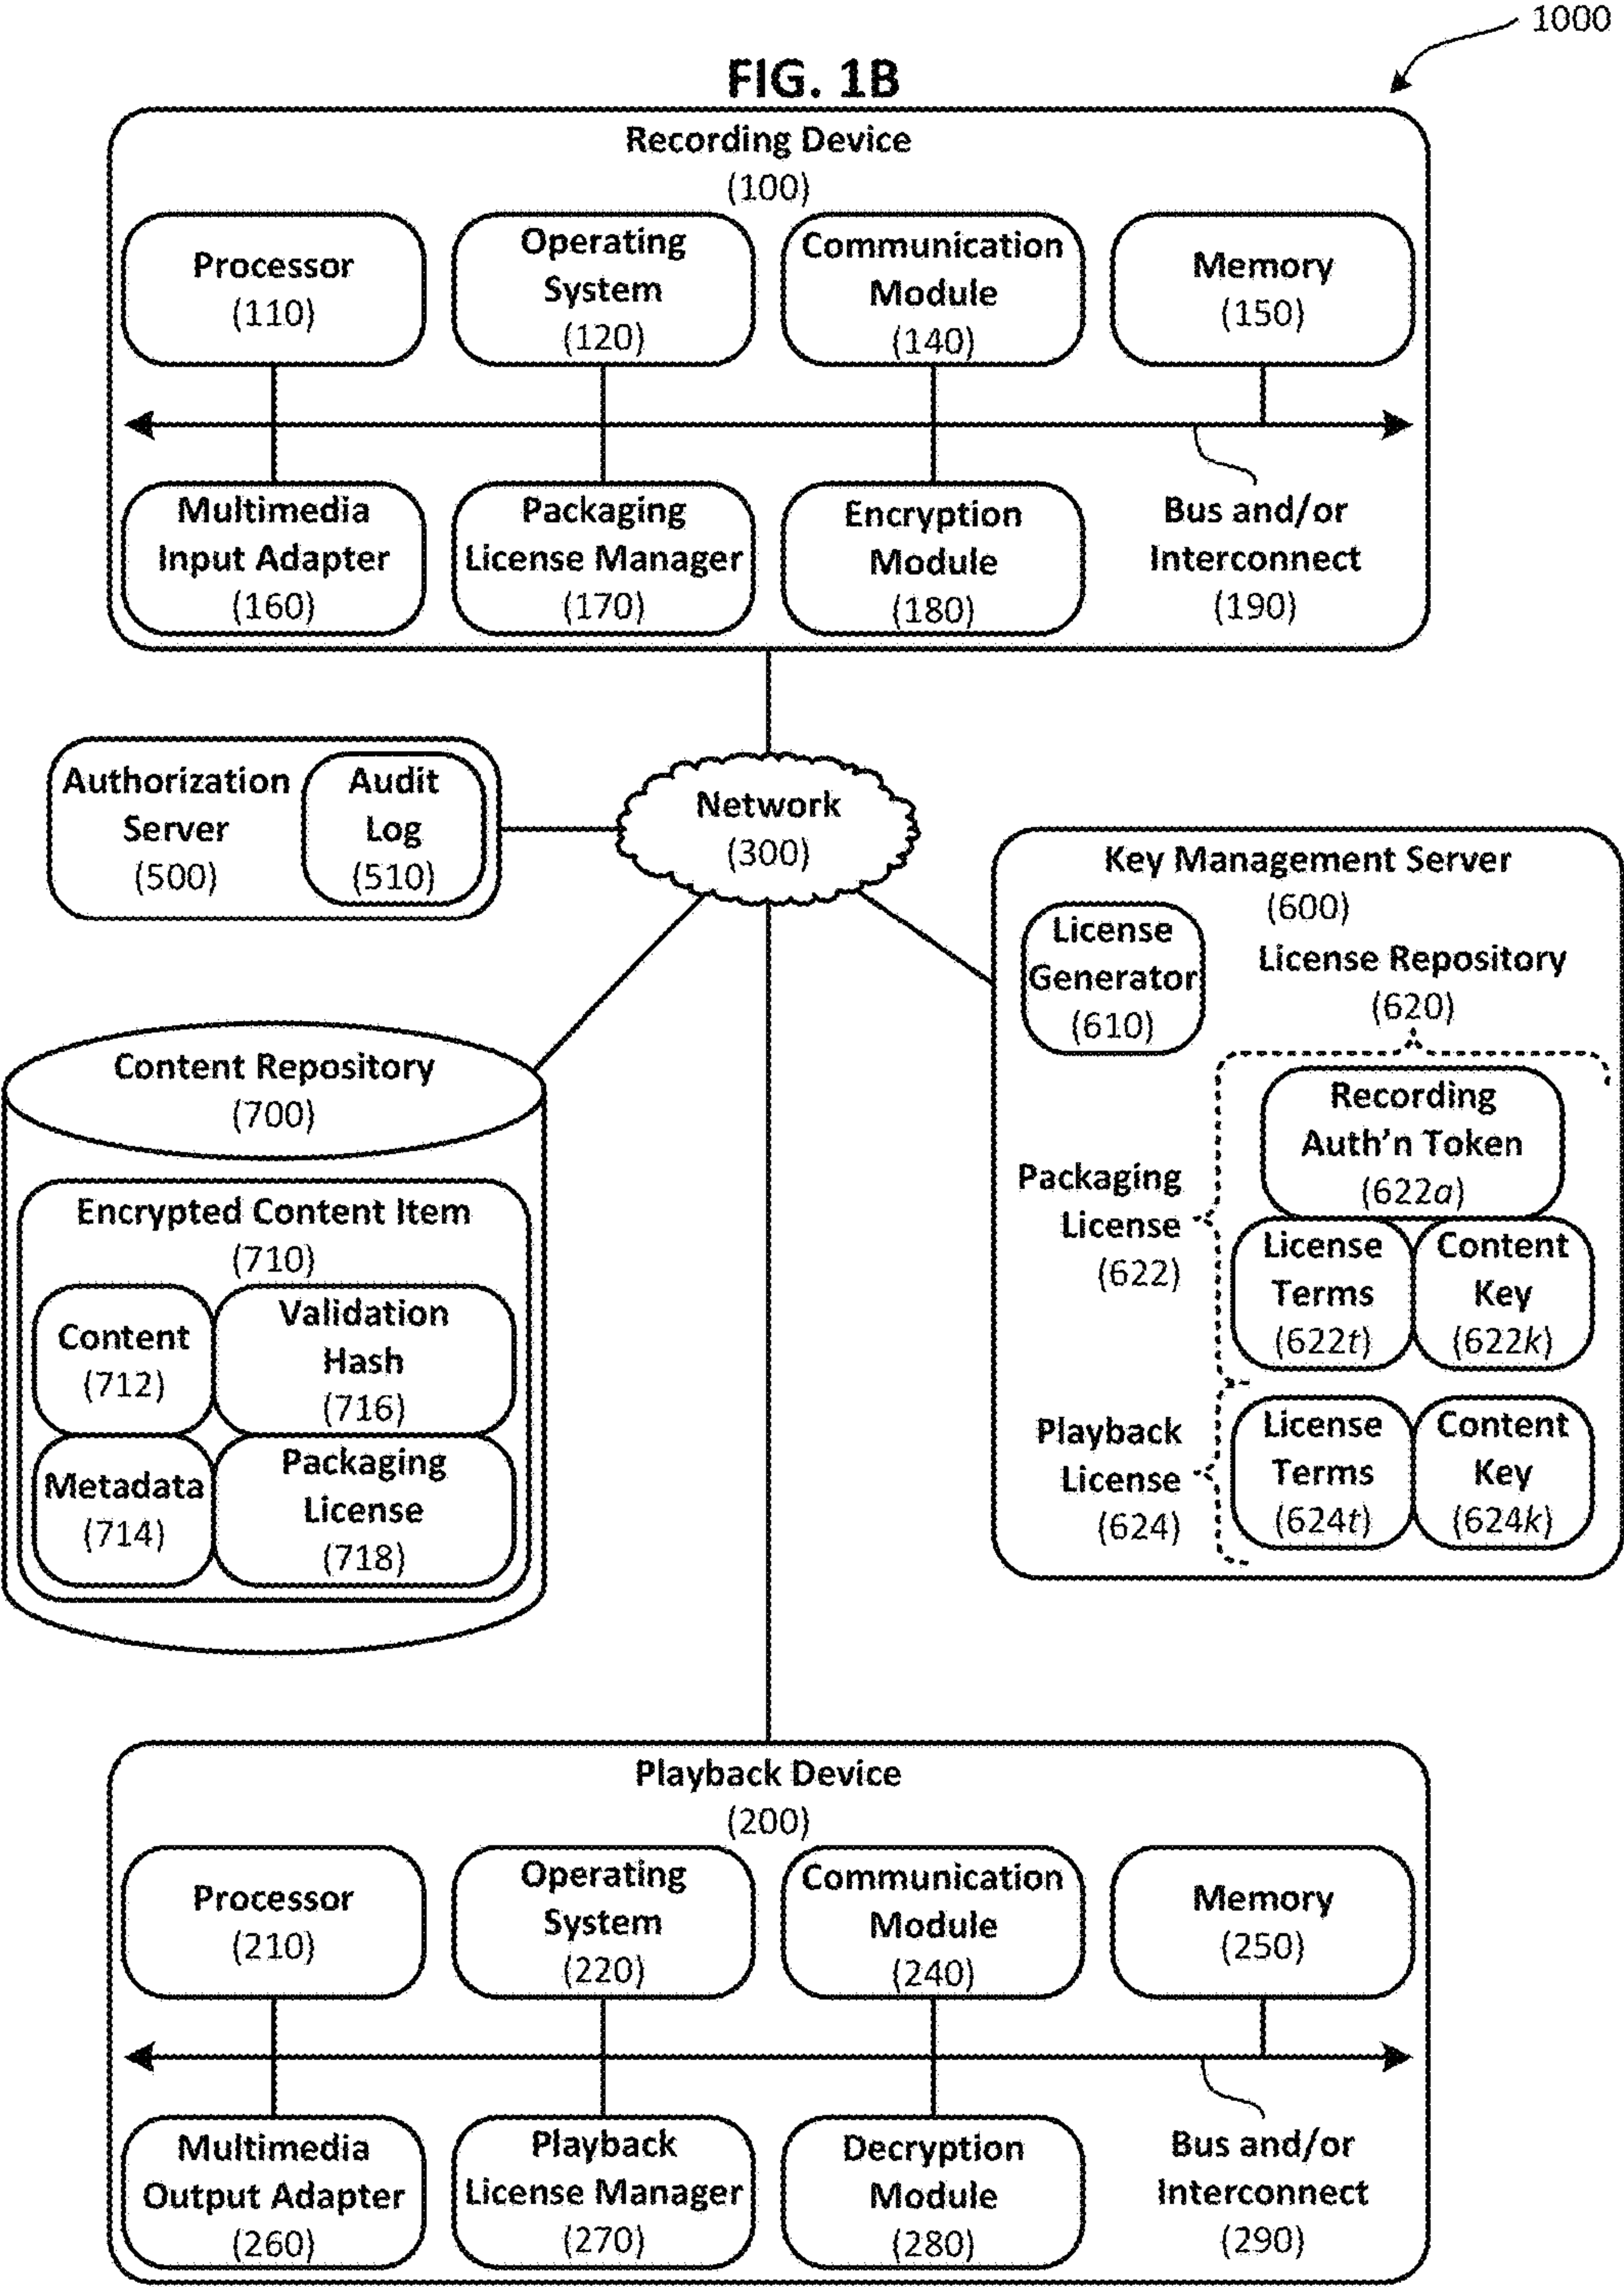 1000
FIG. 1B
Recording Device
(100)
Processor
(110)
Operating
System
(120)
Communication
Module
(140)
Memory
(150)
Multimedia
Input Adapter
(160)
Packaging
License Manager
(170)
Encryption
Module
(180)
Bus and/or
Interconnect
(190)
Authorization
Server
(500)
Audit
Log
(510)
Network
(300)
Key Management Server
(600)
License
Generator
(610)
License Repository
(620)
Packaging
License
(622)
Recording
Auth'n Token
(622a)
License
Terms
(622t)
Content
Key
(622k)
Playback
License
(624)
License
Terms
(624t)
Content
Key
(624k)
Content Repository
(700)
Encrypted Content Item
(710)
Content
(712)
Validation
Hash
(716)
Metadata
(714)
Packaging
License
(718)
Playback Device
(200)
Processor
(210)
Operating
System
(220)
Communication
Module
(240)
Memory
(250)
Multimedia
Output Adapter
(260)
Playback
License Manager
(270)
Decryption
Module
(280)
Bus and/or
Interconnect
(290)